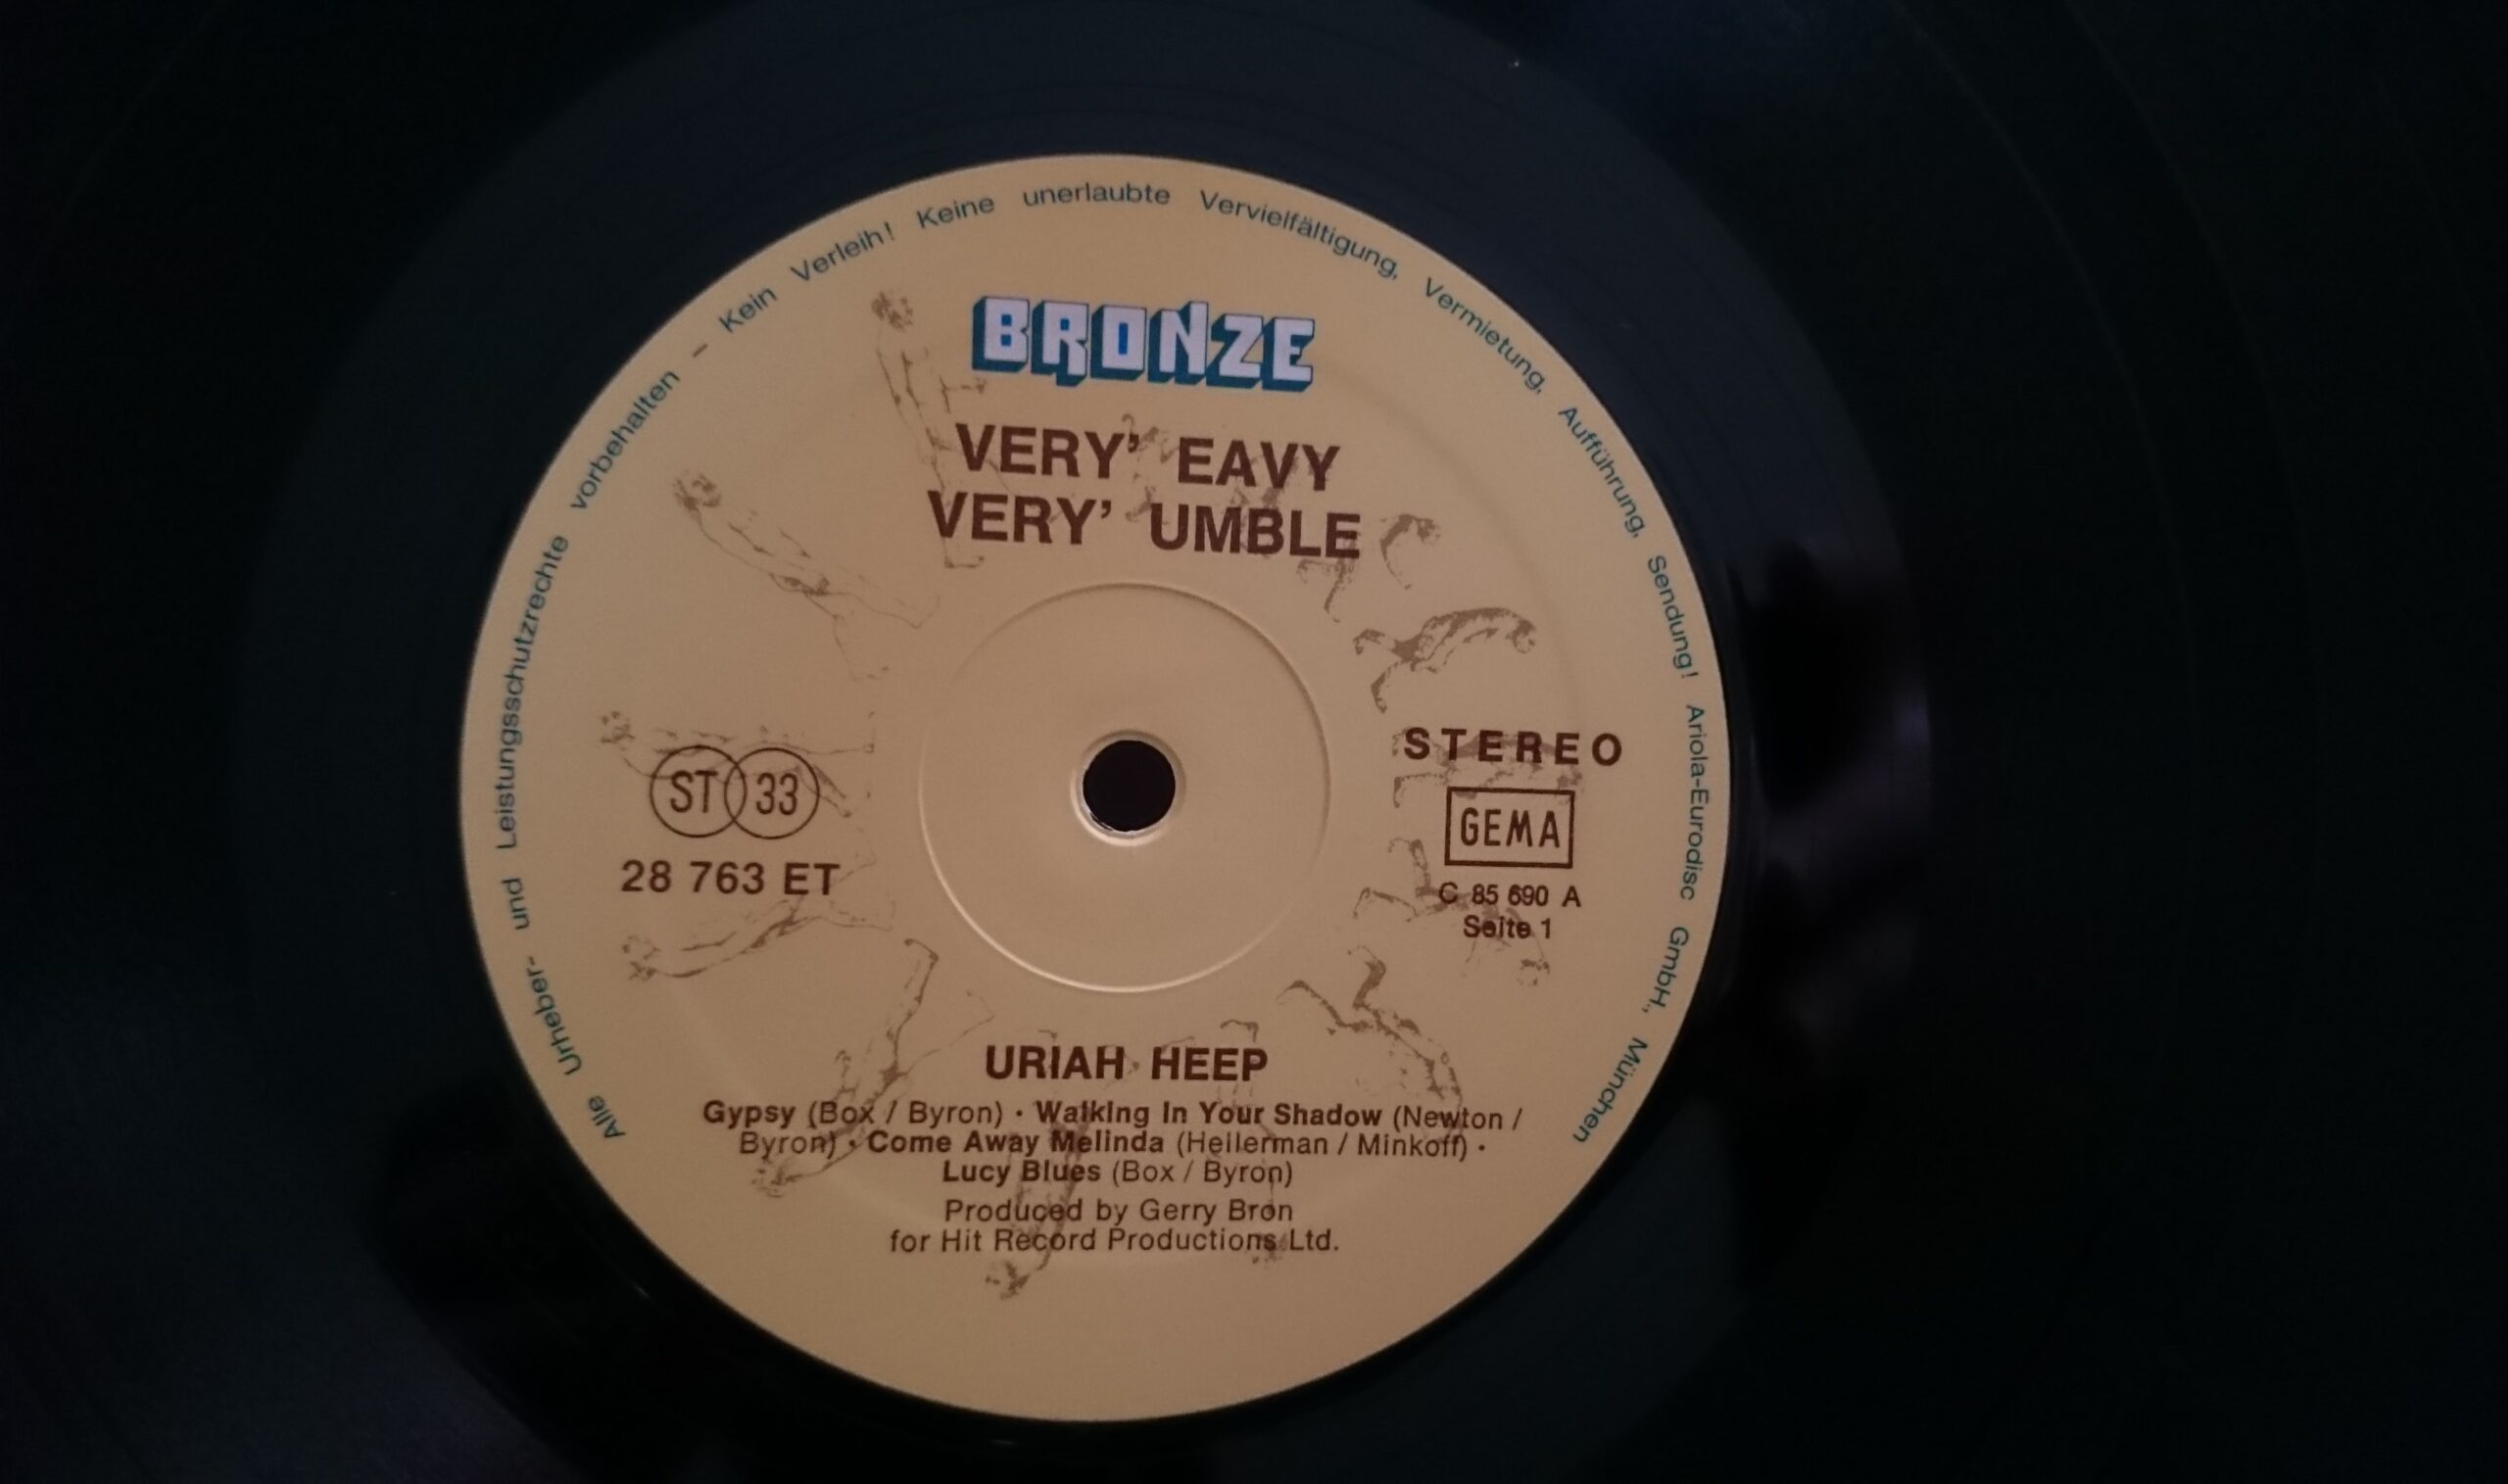 Alle Urheber- und Leistungsschutzrechte vorbehalten – Kein Verleih! Keine unerlaubte Vervielfältigung, Vermietung, Aufführung, Sendung! Ariola-Eurodisc GmbH, München
BRONZE
VERY' EAVY
VERY' UMBLE
ST 33
28 763 ET
STEREO
GEMA
C 85 690 A
Seite 1
URIAH HEEP
Gypsy (Box / Byron) · Walking In Your Shadow (Newton /
Byron) · Come Away Melinda (Hellerman / Minkoff) ·
Lucy Blues (Box / Byron)
Produced by Gerry Bron
for Hit Record Productions Ltd.